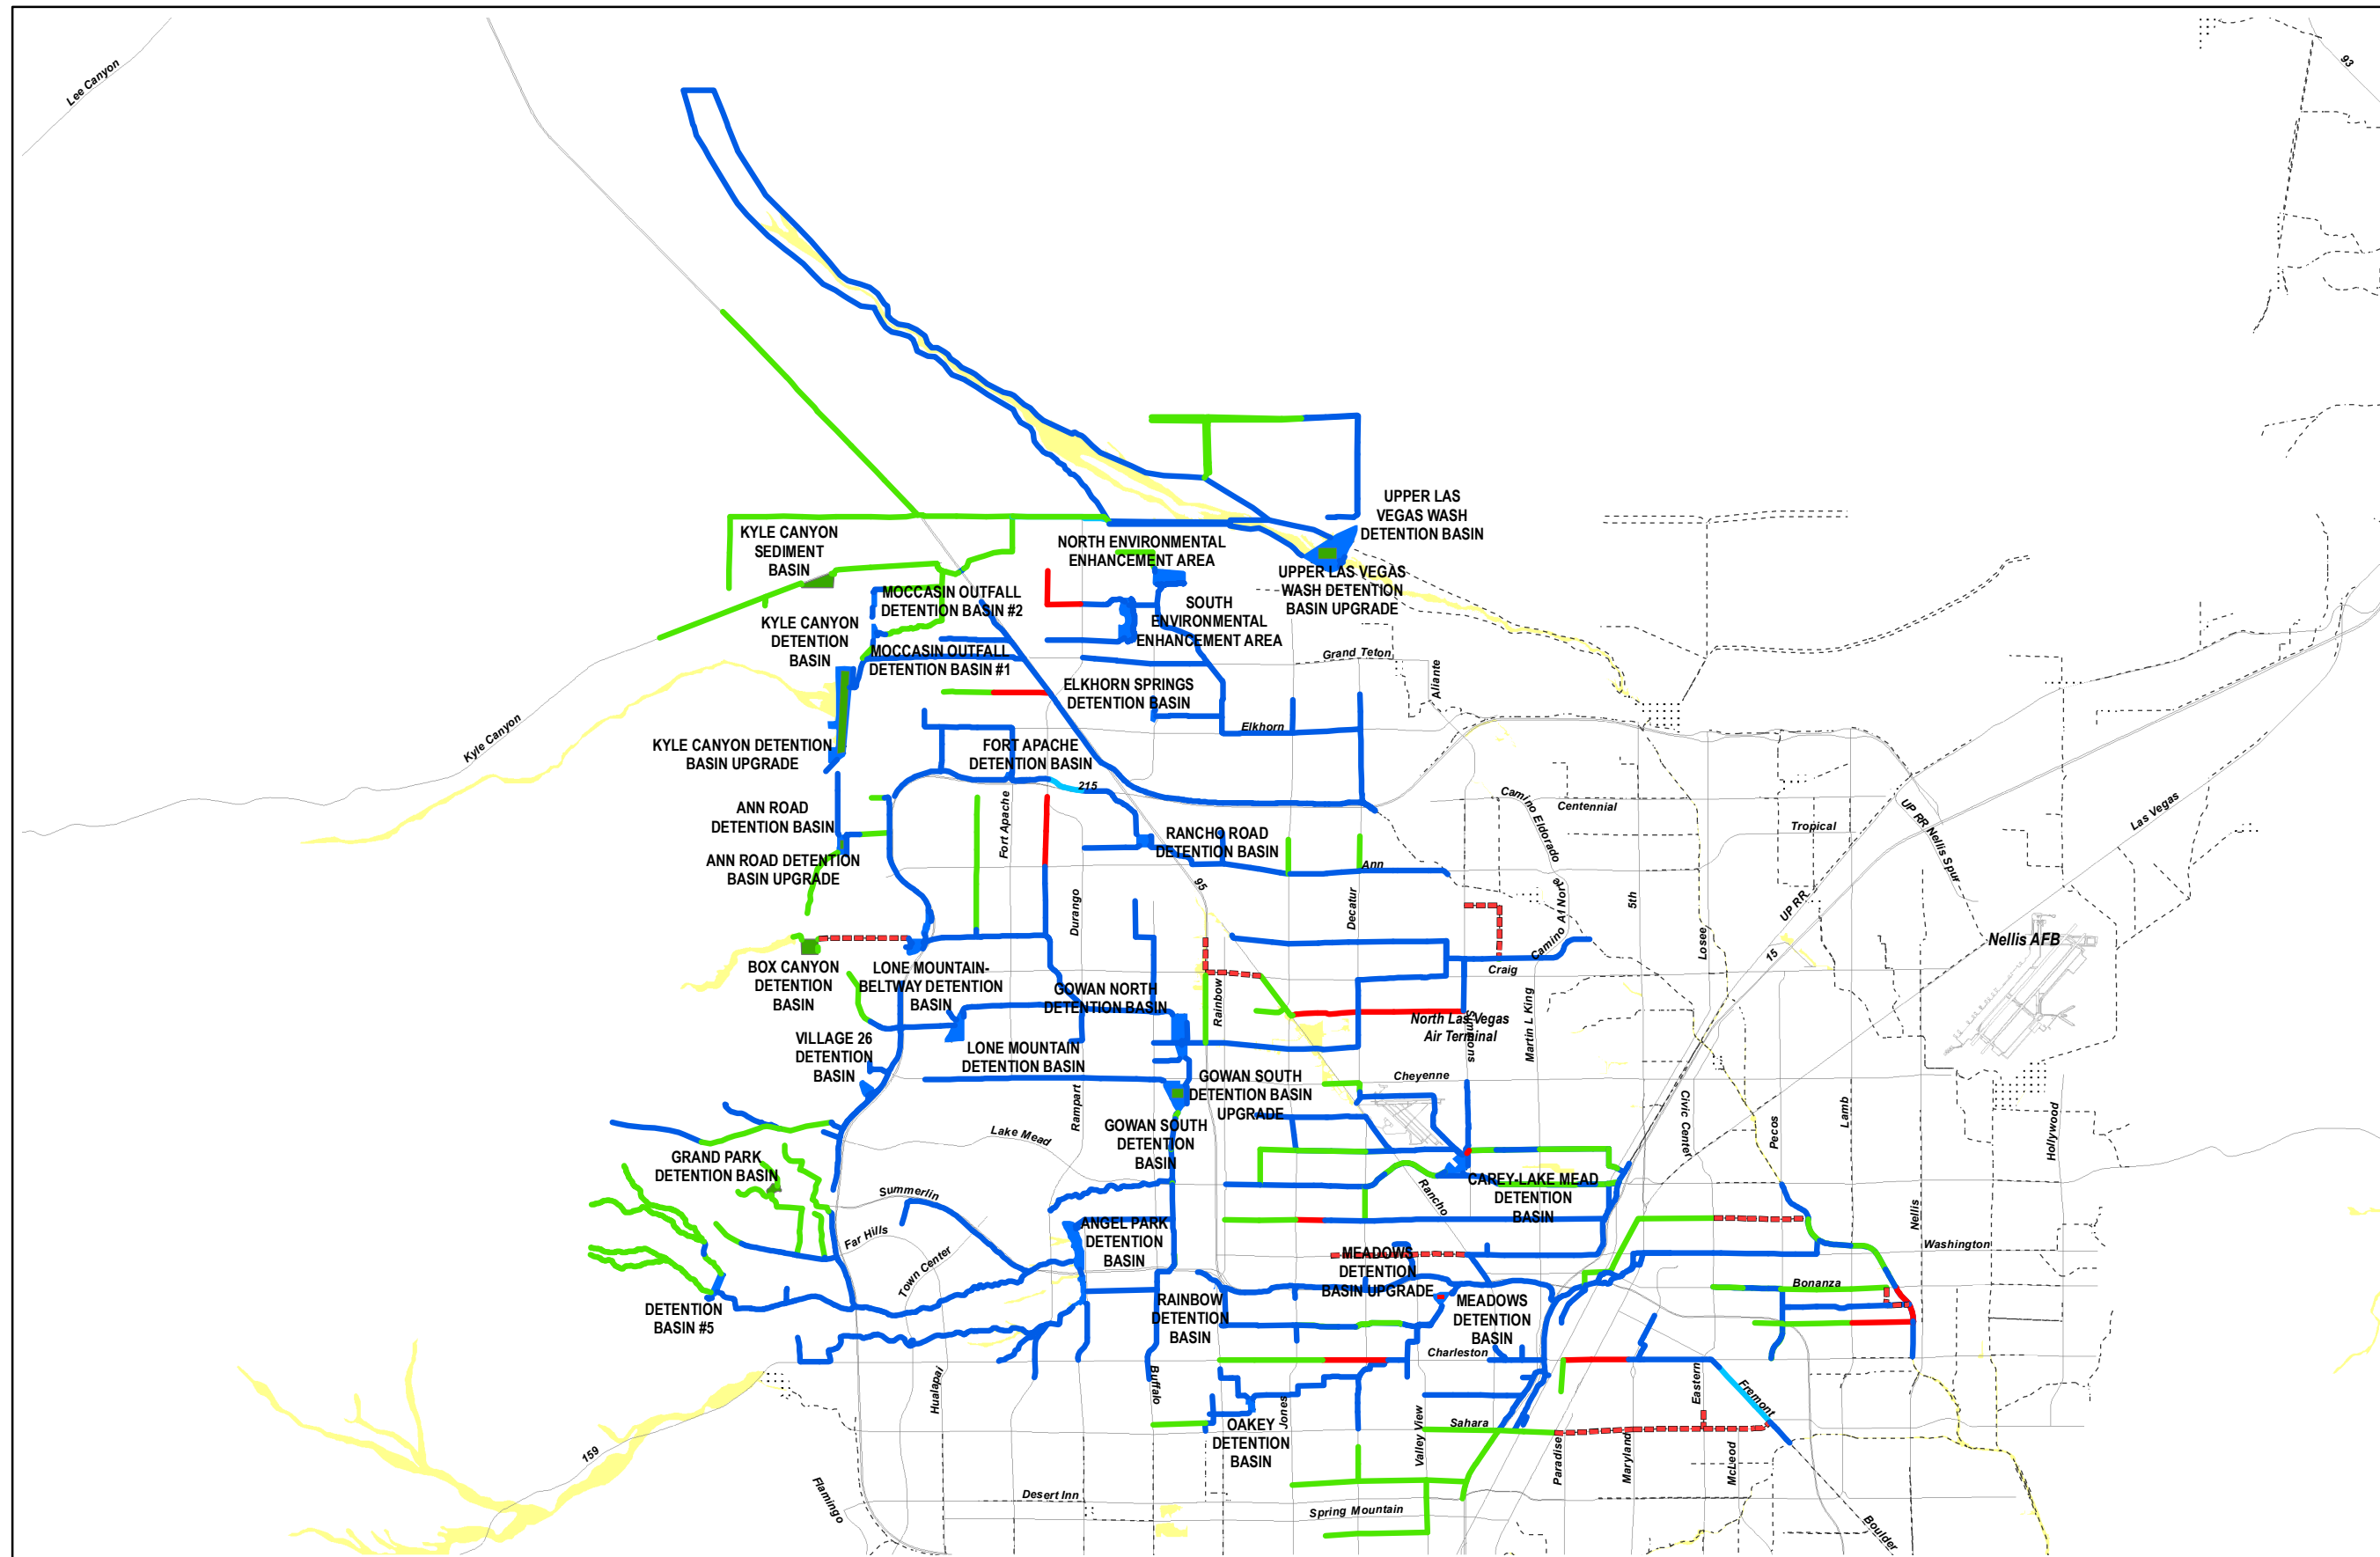 Lee Canyon
93
UPPER LAS
VEGAS WASH
DETENTION BASIN
KYLE CANYON
SEDIMENT
BASIN
NORTH ENVIRONMENTAL
ENHANCEMENT AREA
UPPER LAS VEGAS
WASH DETENTION
BASIN UPGRADE
MOCCASIN OUTFALL
DETENTION BASIN #2
SOUTH
ENVIRONMENTAL
ENHANCEMENT AREA
KYLE CANYON
DETENTION
BASIN
MOCCASIN OUTFALL
DETENTION BASIN #1
Grand Teton
Aliante
ELKHORN SPRINGS
DETENTION BASIN
Elkhorn
Kyle Canyon
KYLE CANYON DETENTION
BASIN UPGRADE
FORT APACHE
DETENTION BASIN
215
Camino Eldorado
Centennial
Tropical
UP RR Nellis Spur
Las Vegas
ANN ROAD
DETENTION BASIN
Fort Apache
RANCHO ROAD
DETENTION BASIN
ANN ROAD DETENTION
BASIN UPGRADE
Ann
95
Durango
Decatur
Camino Al Norte
5th
UP RR
Losee
15
Nellis AFB
BOX CANYON
DETENTION
BASIN
LONE MOUNTAIN-
BELTWAY DETENTION
BASIN
GOWAN NORTH
DETENTION BASIN
Rainbow
Craig
Martin L King
Simmons
North Las Vegas
Air Terminal
VILLAGE 26
DETENTION
BASIN
LONE MOUNTAIN
DETENTION BASIN
Cheyenne
GOWAN SOUTH
DETENTION BASIN
UPGRADE
Rampart
Civic Center
Pecos
Lamb
Hollywood
Lake Mead
GOWAN SOUTH
DETENTION
BASIN
GRAND PARK
DETENTION BASIN
Summerlin
Rancho
CAREY-LAKE MEAD
DETENTION
BASIN
Far Hills
Town Center
ANGEL PARK
DETENTION
BASIN
Nellis
Washington
MEADOWS
DETENTION
BASIN UPGRADE
Bonanza
DETENTION
BASIN #5
RAINBOW
DETENTION
BASIN
MEADOWS
DETENTION
BASIN
Charleston
Hualapai
Buffalo
Jones
Valley View
Eastern
Fremont
OAKEY
DETENTION
BASIN
Sahara
159
Paradise
Maryland
McLeod
Flamingo
Desert Inn
Spring Mountain
Boulder